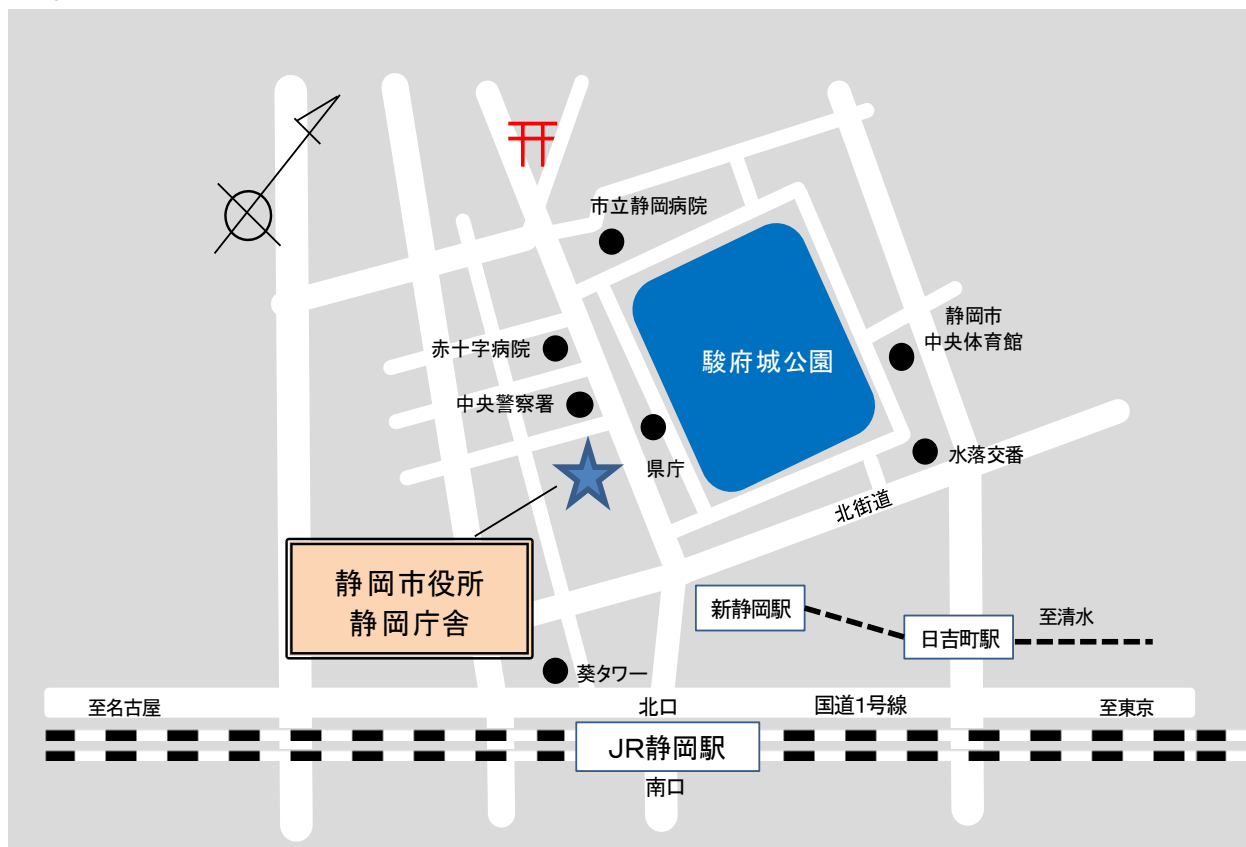 市立静岡病院
静岡市
中央体育館
赤十字病院
駿府城公園
中央警察署
県庁
水落交番
北街道
静岡市役所
静岡庁舎
新静岡駅
至清水
日吉町駅
葵タワー
至名古屋
北口
国道1号線
至東京
JR静岡駅
南口